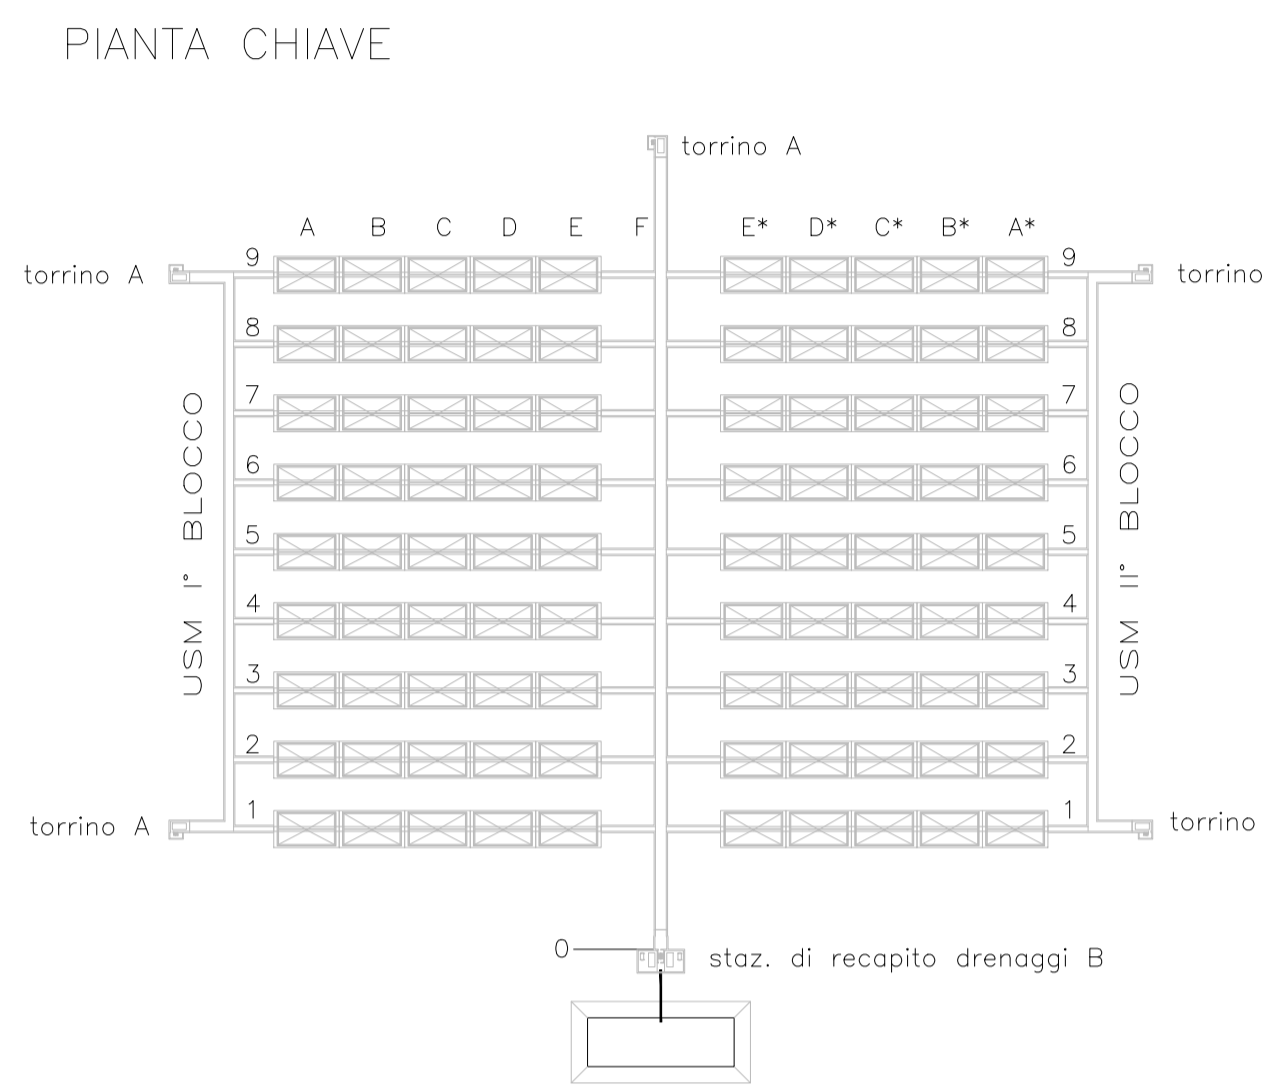 PIANTA CHIAVE
torrino A
A B C D E F E* D* C* B* A*
9 9
torrino A torrino
8 8
7 7
6 6
5 5
4 4
3 3
2 2
1 1
torrino A torrino
USM I° BLOCCO
USM II° BLOCCO
0
staz. di recapito drenaggi B